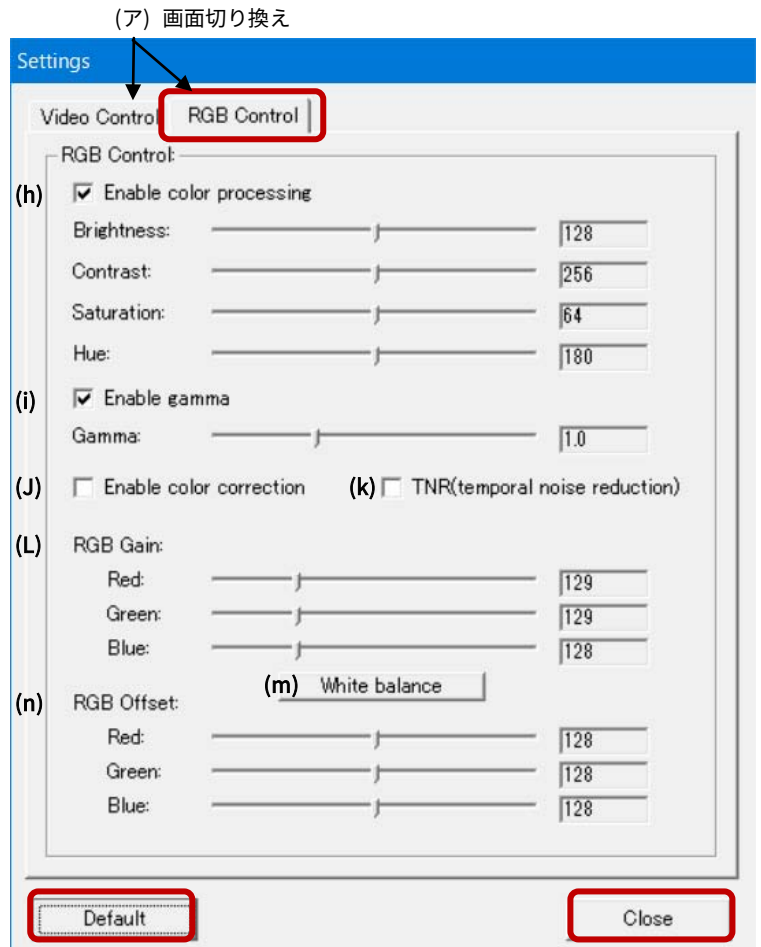 (ア) 画面切り換え
Settings
Video Control RGB Control
RGB Control:
(h) Enable color processing
Brightness: 128
Contrast: 256
Saturation: 64
Hue: 180
(i) Enable gamma
Gamma: 1.0
(J) Enable color correction (k) TNR(temporal noise reduction)
(L) RGB Gain:
Red: 129
Green: 129
Blue: 128
(m) White balance
(n) RGB Offset:
Red: 128
Green: 128
Blue: 128
Default Close